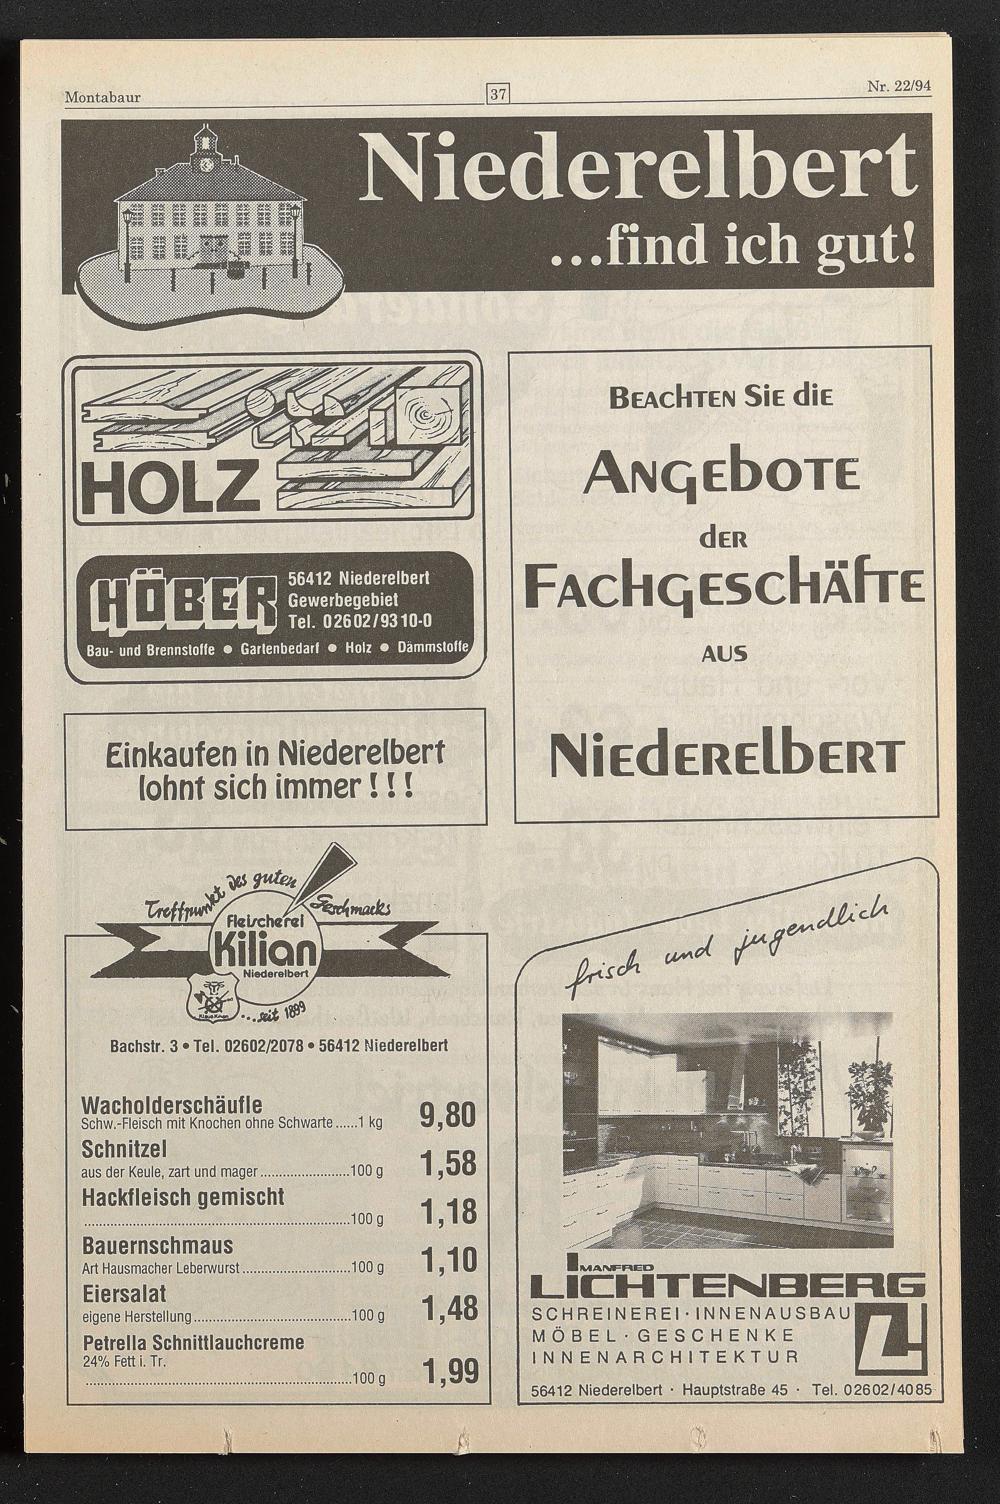 Montabaur
37
Nr. 22/94
Niederelbert
...find ich gut!
HOLZ
HÖBER
56412 Niederelbert
Gewerbegebiet
Tel. 02602/9310-0
Bau- und Brennstoffe ● Gartenbedarf ● Holz ● Dämmstoffe
Einkaufen in Niederelbert
lohnt sich immer ! ! !
Beachten Sie die
Angebote
der
Fachgeschäfte
aus
Niederelbert
Treffpunkt des guten Geschmacks
Fleischerei
Kilian
Niederelbert
...seit 1899
Bachstr. 3 • Tel. 02602/2078 • 56412 Niederelbert
Wacholderschäufle
Schw.-Fleisch mit Knochen ohne Schwarte ......1 kg 9,80
Schnitzel
aus der Keule, zart und mager ........................100 g 1,58
Hackfleisch gemischt
........................100 g 1,18
Bauernschmaus
Art Hausmacher Leberwurst ........................100 g 1,10
Eiersalat
eigene Herstellung ........................100 g 1,48
Petrella Schnittlauchcreme
24% Fett i. Tr.
........................100 g 1,99
frisch und jugendlich
MANFRED
LICHTENBERG
SCHREINEREI · INNENAUSBAU
MÖBEL · GESCHENKE
INNENARCHITEKTUR
56412 Niederelbert · Hauptstraße 45 · Tel. 02602/4085